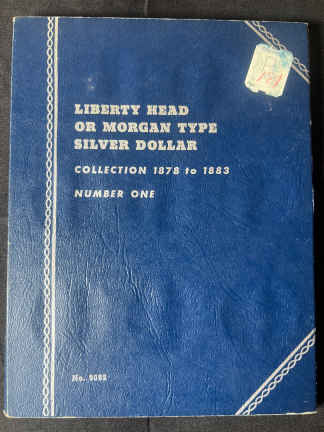 LIBERTY HEAD
OR MORGAN TYPE
SILVER DOLLAR
COLLECTION 1878 to 1883
NUMBER ONE
No. 9082